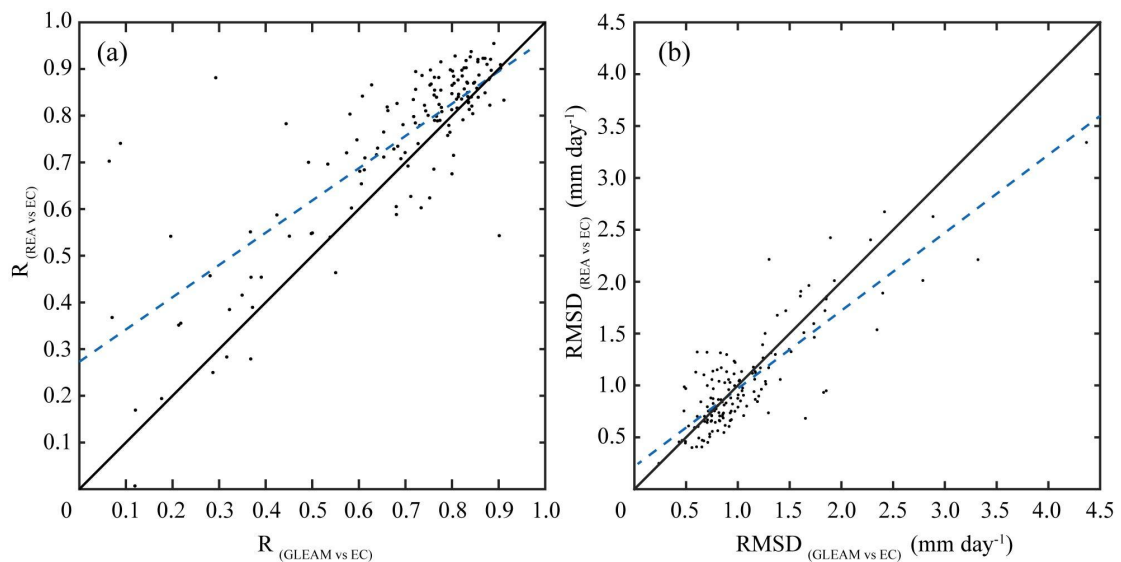 (a)
1.0
0.9
0.8
0.7
0.6
0.5
0.4
0.3
0.2
0.1
R (REA vs EC)
0 0.1 0.2 0.3 0.4 0.5 0.6 0.7 0.8 0.9 1.0
R (GLEAM vs EC)
(b)
4.5
4.0
3.5
3.0
2.5
2.0
1.5
1.0
0.5
RMSD (REA vs EC) (mm day-1)
0 0.5 1.0 1.5 2.0 2.5 3.0 3.5 4.0 4.5
RMSD (GLEAM vs EC) (mm day-1)